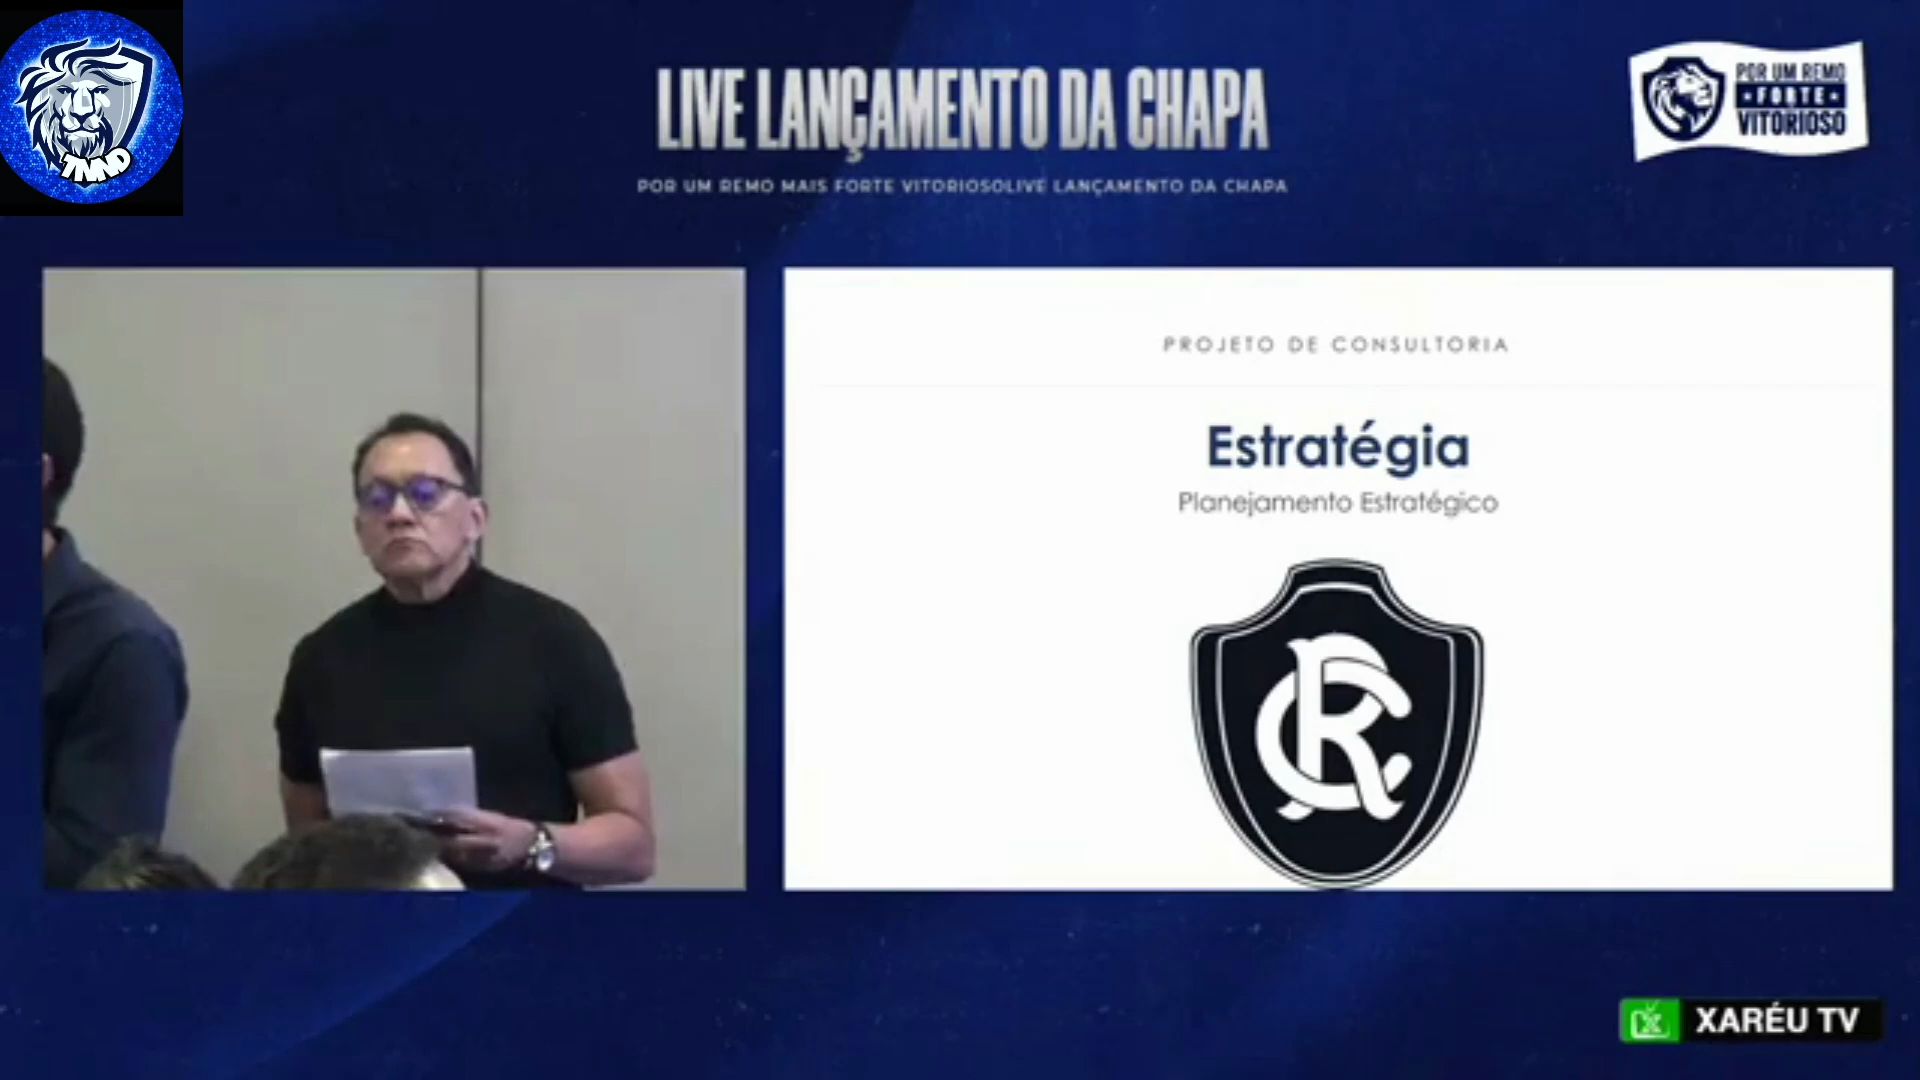 LIVE LANÇAMENTO DA CHAPA
POR UM REMO MAIS FORTE VITORIOSOLIVE LANÇAMENTO DA CHAPA
POR UM REMO
FORTE
VITORIOSO
PROJETO DE CONSULTORIA
Estratégia
Planejamento Estratégico
CR
XARÉU TV